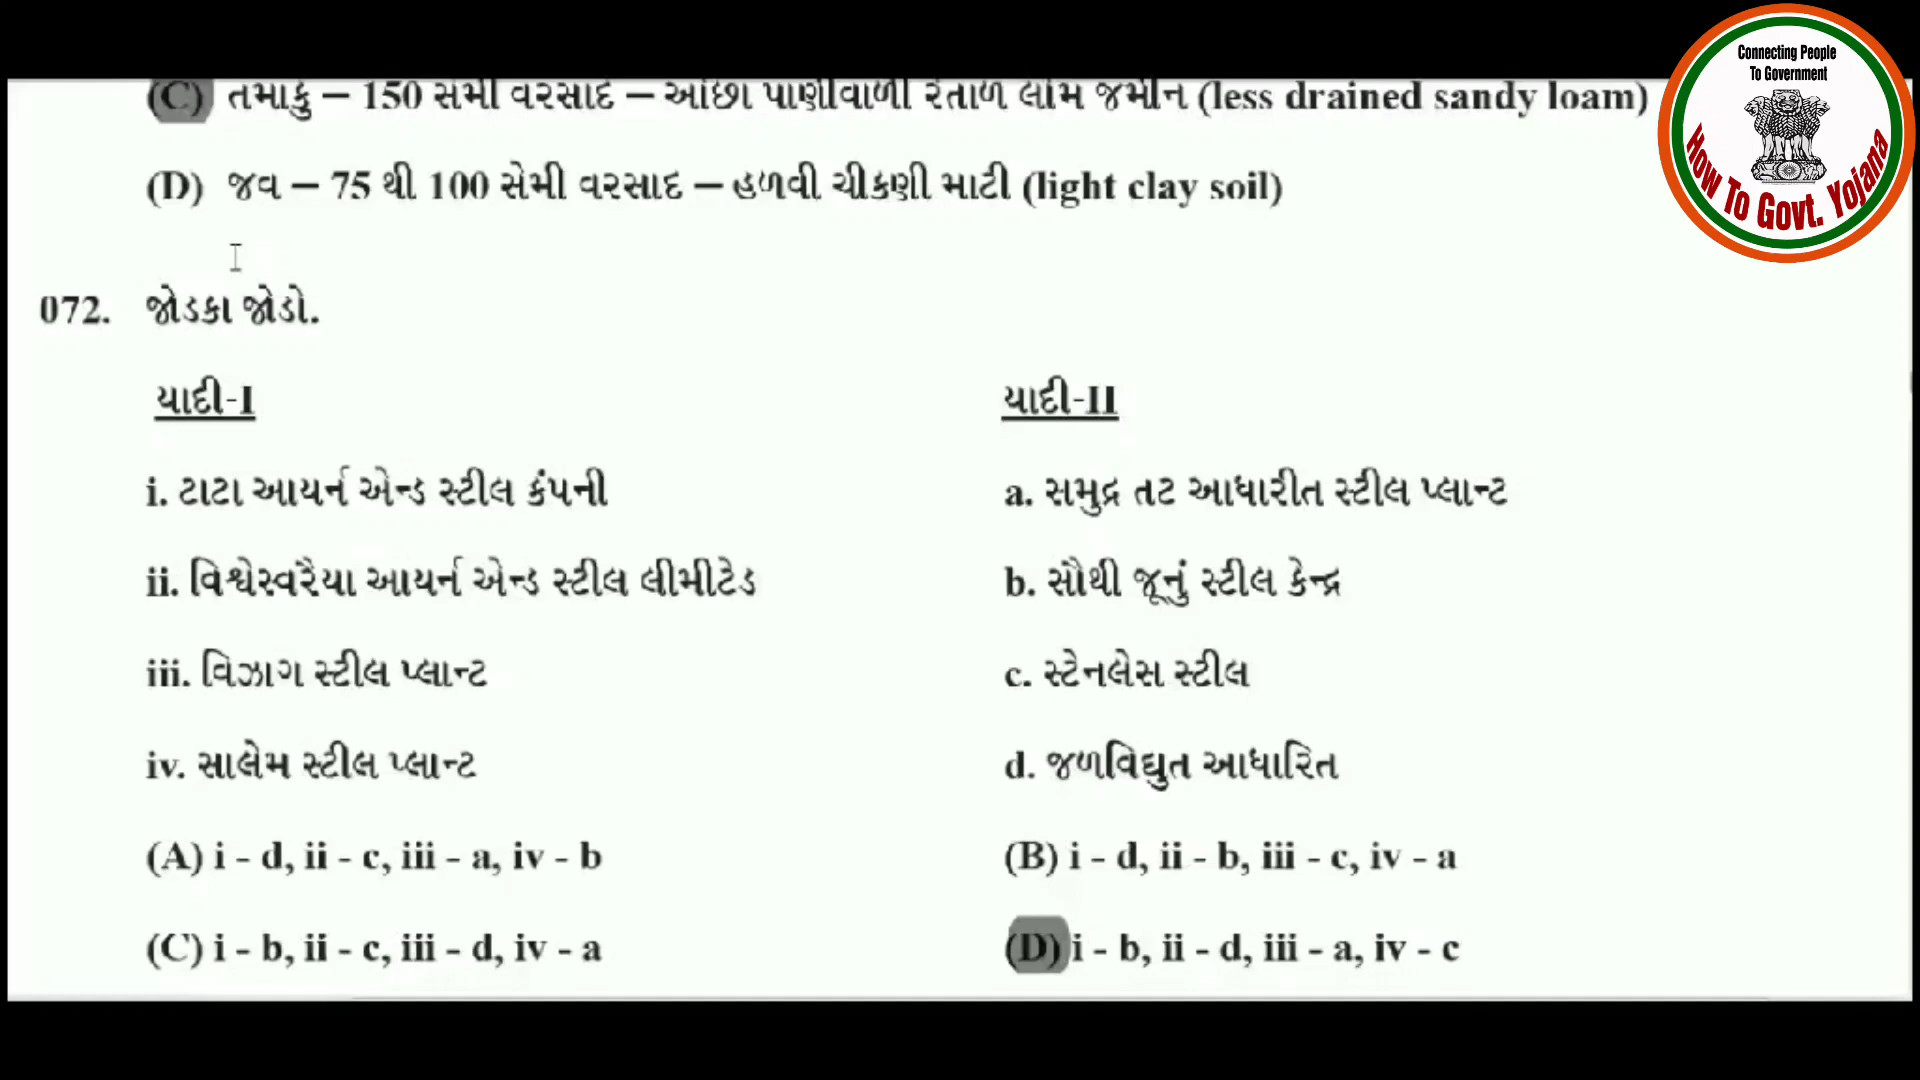 Connecting People
To Government
How To Govt. Yojana
(C) તમાકુ – 150 સેમી વરસાદ – ઓછા પાણીવાળી રેતાળ લોમ જમીન (less drained sandy loam)
(D) જવ – 75 થી 100 સેમી વરસાદ – હળવી ચીકણી માટી (light clay soil)
072. જોડકા જોડો.
યાદી-I યાદી-II
i. ટાટા આયર્ન એન્ડ સ્ટીલ કંપની a. સમુદ્ર તટ આધારીત સ્ટીલ પ્લાન્ટ
ii. વિશ્વેસ્વરૈયા આયર્ન એન્ડ સ્ટીલ લીમીટેડ b. સૌથી જૂનું સ્ટીલ કેન્દ્ર
iii. વિઝાગ સ્ટીલ પ્લાન્ટ c. સ્ટેનલેસ સ્ટીલ
iv. સાલેમ સ્ટીલ પ્લાન્ટ d. જળવિદ્યુત આધારિત
(A) i - d, ii - c, iii - a, iv - b (B) i - d, ii - b, iii - c, iv - a
(C) i - b, ii - c, iii - d, iv - a (D) i - b, ii - d, iii - a, iv - c